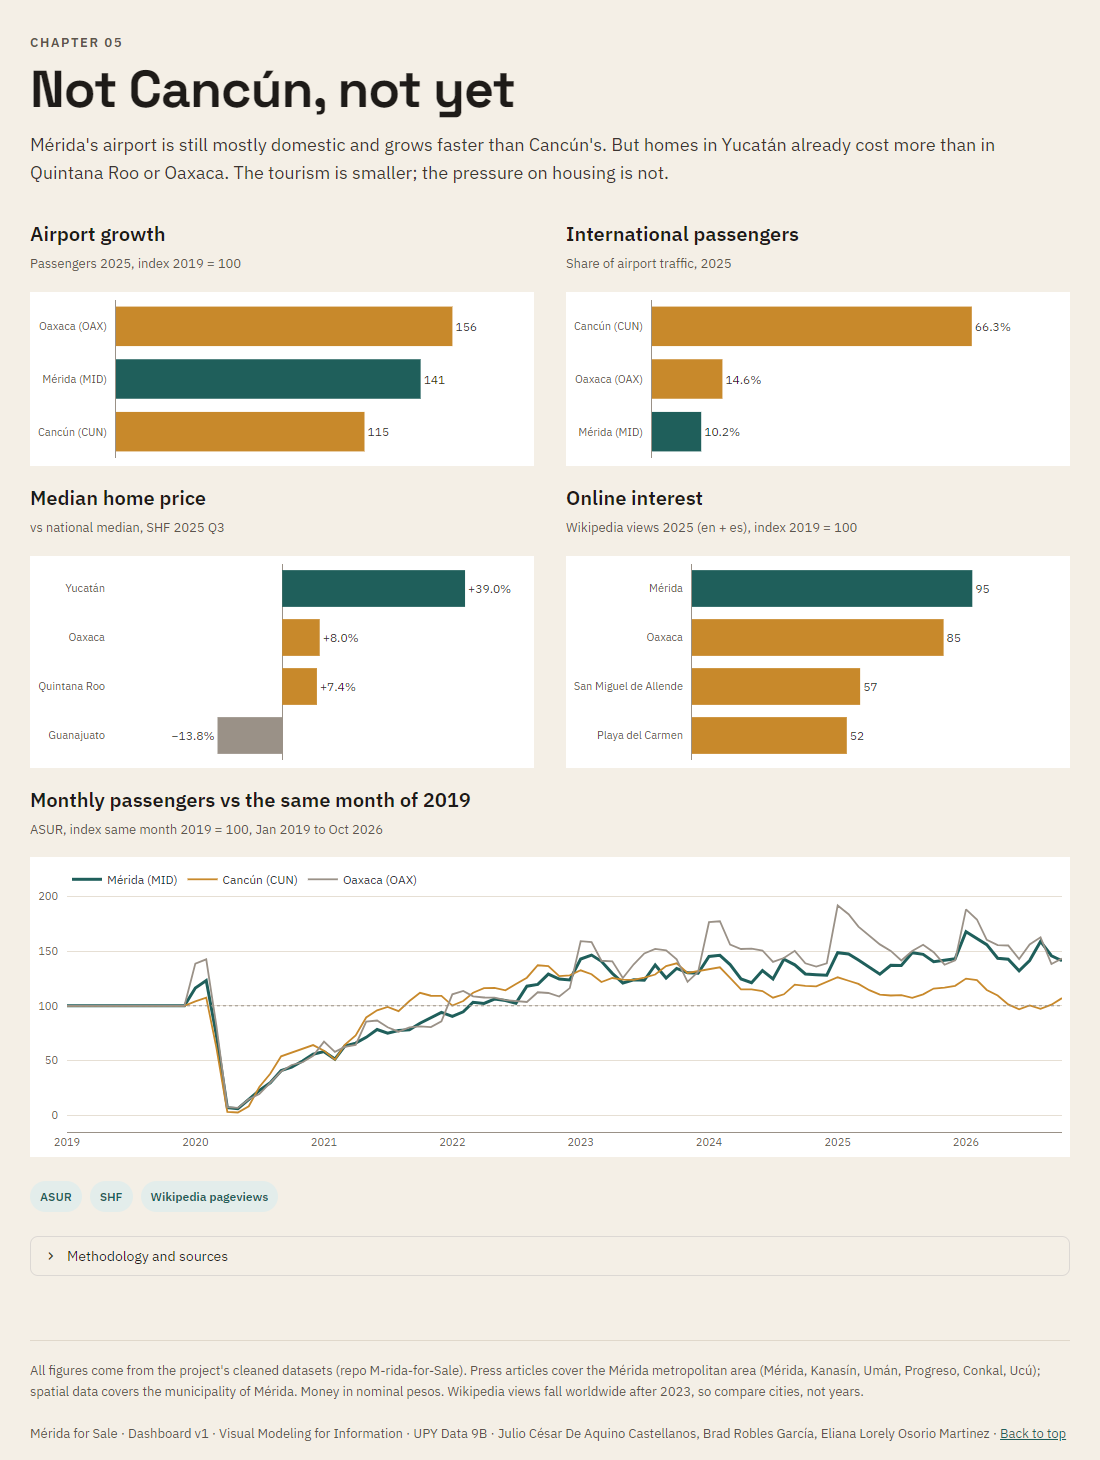 CHAPTER 05
Not Cancún, not yet
Mérida's airport is still mostly domestic and grows faster than Cancún's. But homes in Yucatán already cost more than in
Quintana Roo or Oaxaca. The tourism is smaller; the pressure on housing is not.
Airport growth
Passengers 2025, index 2019 = 100
Oaxaca (OAX)
156
Mérida (MID)
141
Cancún (CUN)
115
International passengers
Share of airport traffic, 2025
Cancún (CUN)
66.3%
Oaxaca (OAX)
14.6%
Mérida (MID)
10.2%
Median home price
vs national median, SHF 2025 Q3
Yucatán
+39.0%
Oaxaca
+8.0%
Quintana Roo
+7.4%
Guanajuato
−13.8%
Online interest
Wikipedia views 2025 (en + es), index 2019 = 100
Mérida
95
Oaxaca
85
San Miguel de Allende
57
Playa del Carmen
52
Monthly passengers vs the same month of 2019
ASUR, index same month 2019 = 100, Jan 2019 to Oct 2026
Mérida (MID) Cancún (CUN) Oaxaca (OAX)
200
150
100
50
0
2019 2020 2021 2022 2023 2024 2025 2026
ASUR SHF Wikipedia pageviews
Methodology and sources
All figures come from the project's cleaned datasets (repo M-rida-for-Sale). Press articles cover the Mérida metropolitan area (Mérida, Kanasín, Umán, Progreso, Conkal, Ucú);
spatial data covers the municipality of Mérida. Money in nominal pesos. Wikipedia views fall worldwide after 2023, so compare cities, not years.
Mérida for Sale · Dashboard v1 · Visual Modeling for Information · UPY Data 9B · Julio César De Aquino Castellanos, Brad Robles García, Eliana Lorely Osorio Martinez · Back to top